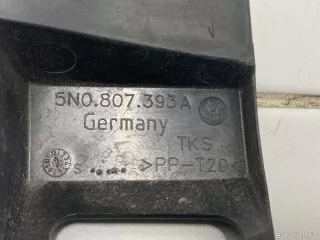 5N0.807.393A
Germany
TKS
>PP-T20